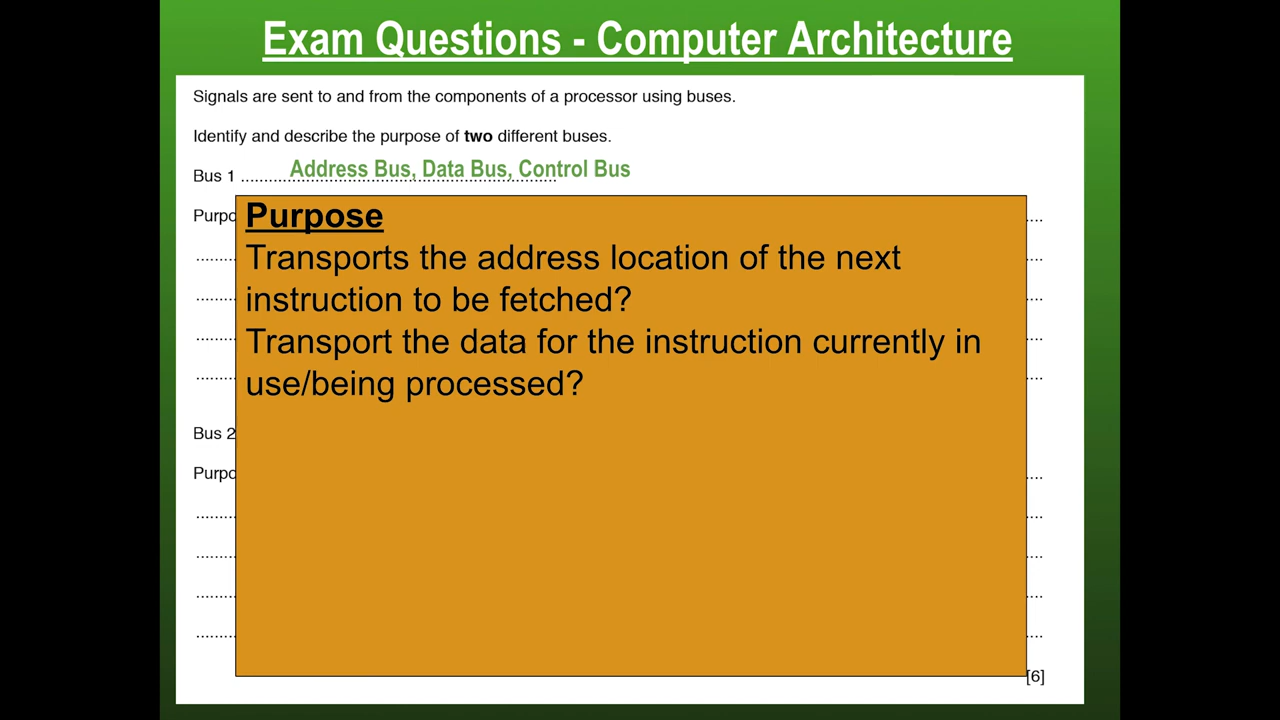 Exam Questions - Computer Architecture
Signals are sent to and from the components of a processor using buses.
Identify and describe the purpose of two different buses.
Bus 1 ..................................................................... Address Bus, Data Bus, Control Bus
Purpo
Purpose
Transports the address location of the next
instruction to be fetched?
Transport the data for the instruction currently in
use/being processed?
Bus 2
Purpo
[6]